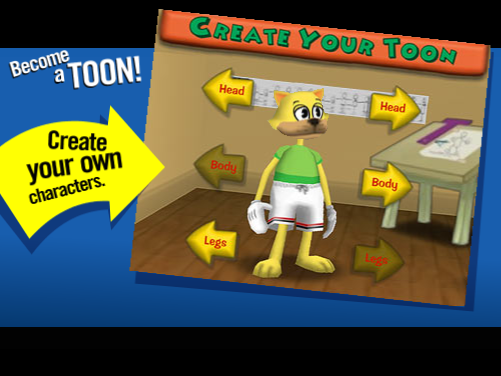 Become
a TOON!
Create
your own
characters.
CREATE YOUR TOON
Head
Head
Body
Body
Legs
Legs